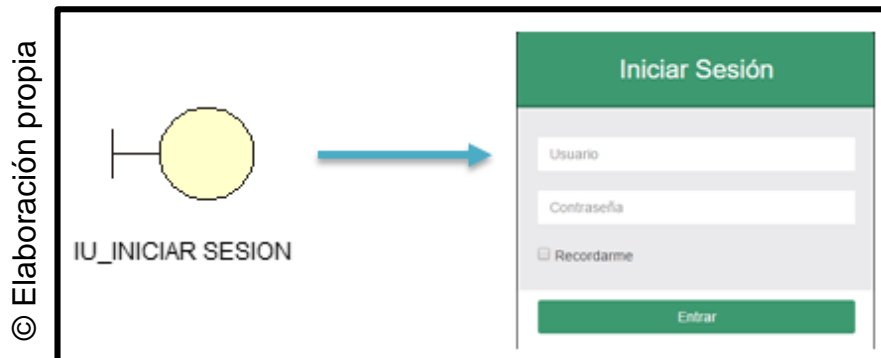 © Elaboración propia
IU_INICIAR SESION
Iniciar Sesión
Usuario
Contraseña
Recordarme
Entrar